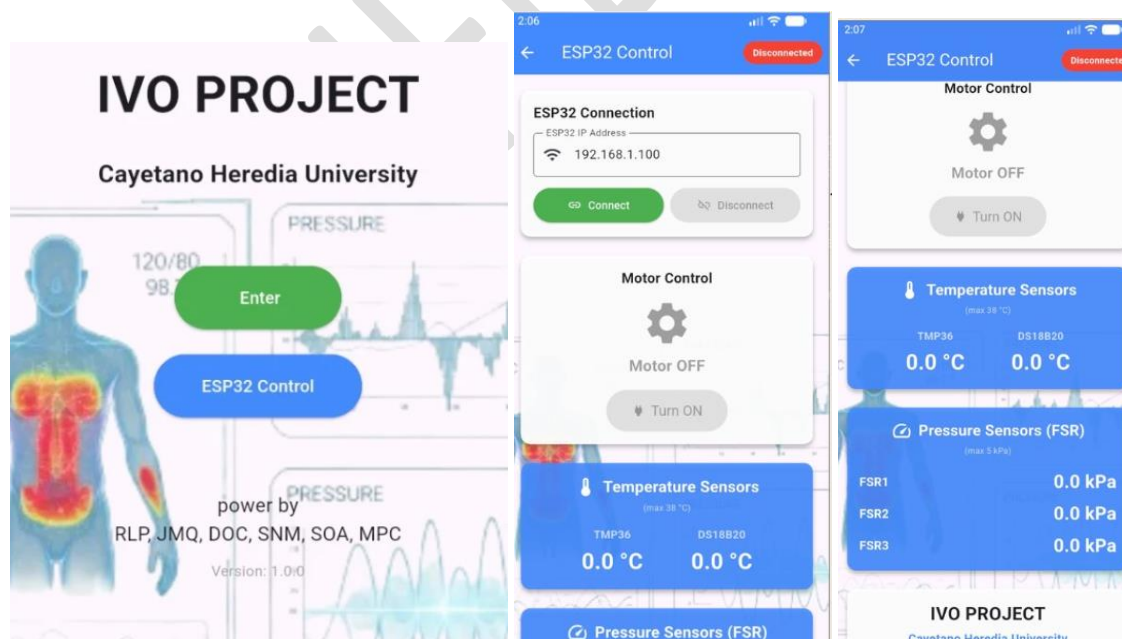 IVO PROJECT
Cayetano Heredia University
PRESSURE
120/80
98.
Enter
ESP32 Control
PRESSURE
power by
RLP, JMQ, DOC, SNM, SOA, MPC
Version: 1.0.0
2:06
ESP32 Control
Disconnected
ESP32 Connection
ESP32 IP Address
192.168.1.100
Connect
Disconnect
Motor Control
Motor OFF
Turn ON
Temperature Sensors
(max 38 °C)
TMP36
DS18B20
0.0 °C
0.0 °C
Pressure Sensors (FSR)
2:07
ESP32 Control
Disconnecte
Motor Control
Motor OFF
Turn ON
Temperature Sensors
(max 38 °C)
TMP36
DS18B20
0.0 °C
0.0 °C
Pressure Sensors (FSR)
(max 5 kPa)
FSR1 0.0 kPa
FSR2 0.0 kPa
FSR3 0.0 kPa
IVO PROJECT
Cayetano Heredia University